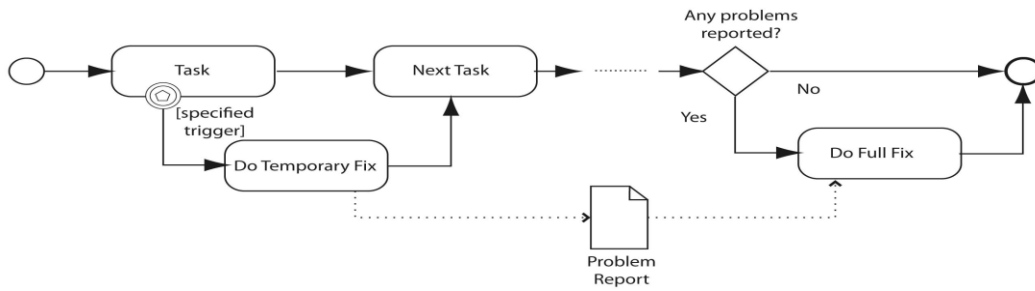 Any problems
reported?
Task
Next Task
No
[specified
trigger]
Yes
Do Temporary Fix
Do Full Fix
Problem
Report